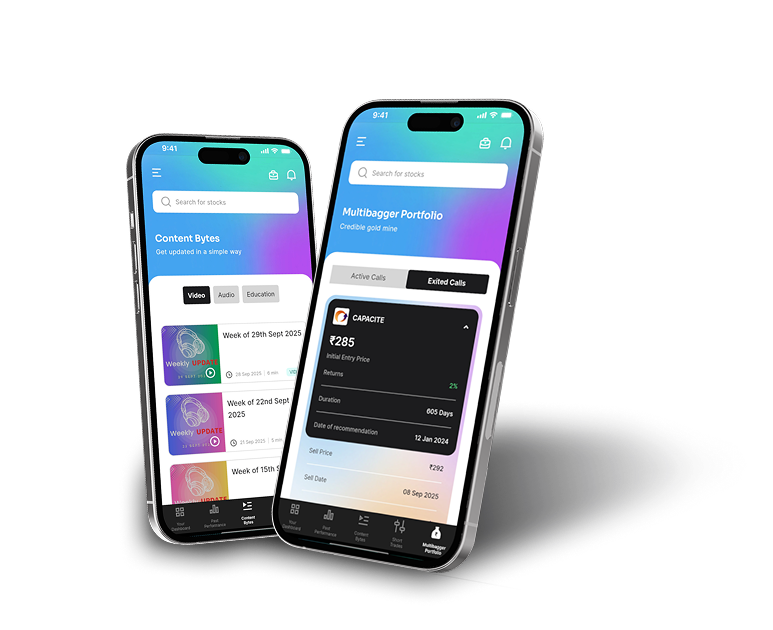 9:41
Search for stocks
Content Bytes
Get updated in a simple way
Video
Audio
Education
Week of 29th Sept 2025
Weekly UPDATE
28 Sep 2025
6 min
Week of 22nd Sept
2025
Weekly UPDATE
21 Sep 2025
5 min
Week of 15th
Weekly UPDATE
Your
Dashboard
Past
Performance
Content
Bytes
9:41
Search for stocks
Multibagger Portfolio
Credible gold mine
Active Calls
Exited Calls
CAPACITE
₹285
Initial Entry Price
Returns
2%
Duration
605 Days
Date of recommendation
12 Jan 2024
Sell Price
₹292
Sell Date
08 Sep 2025
Your
Dashboard
Past
Performance
Content
Bytes
Short
Trades
Multibagger
Portfolio